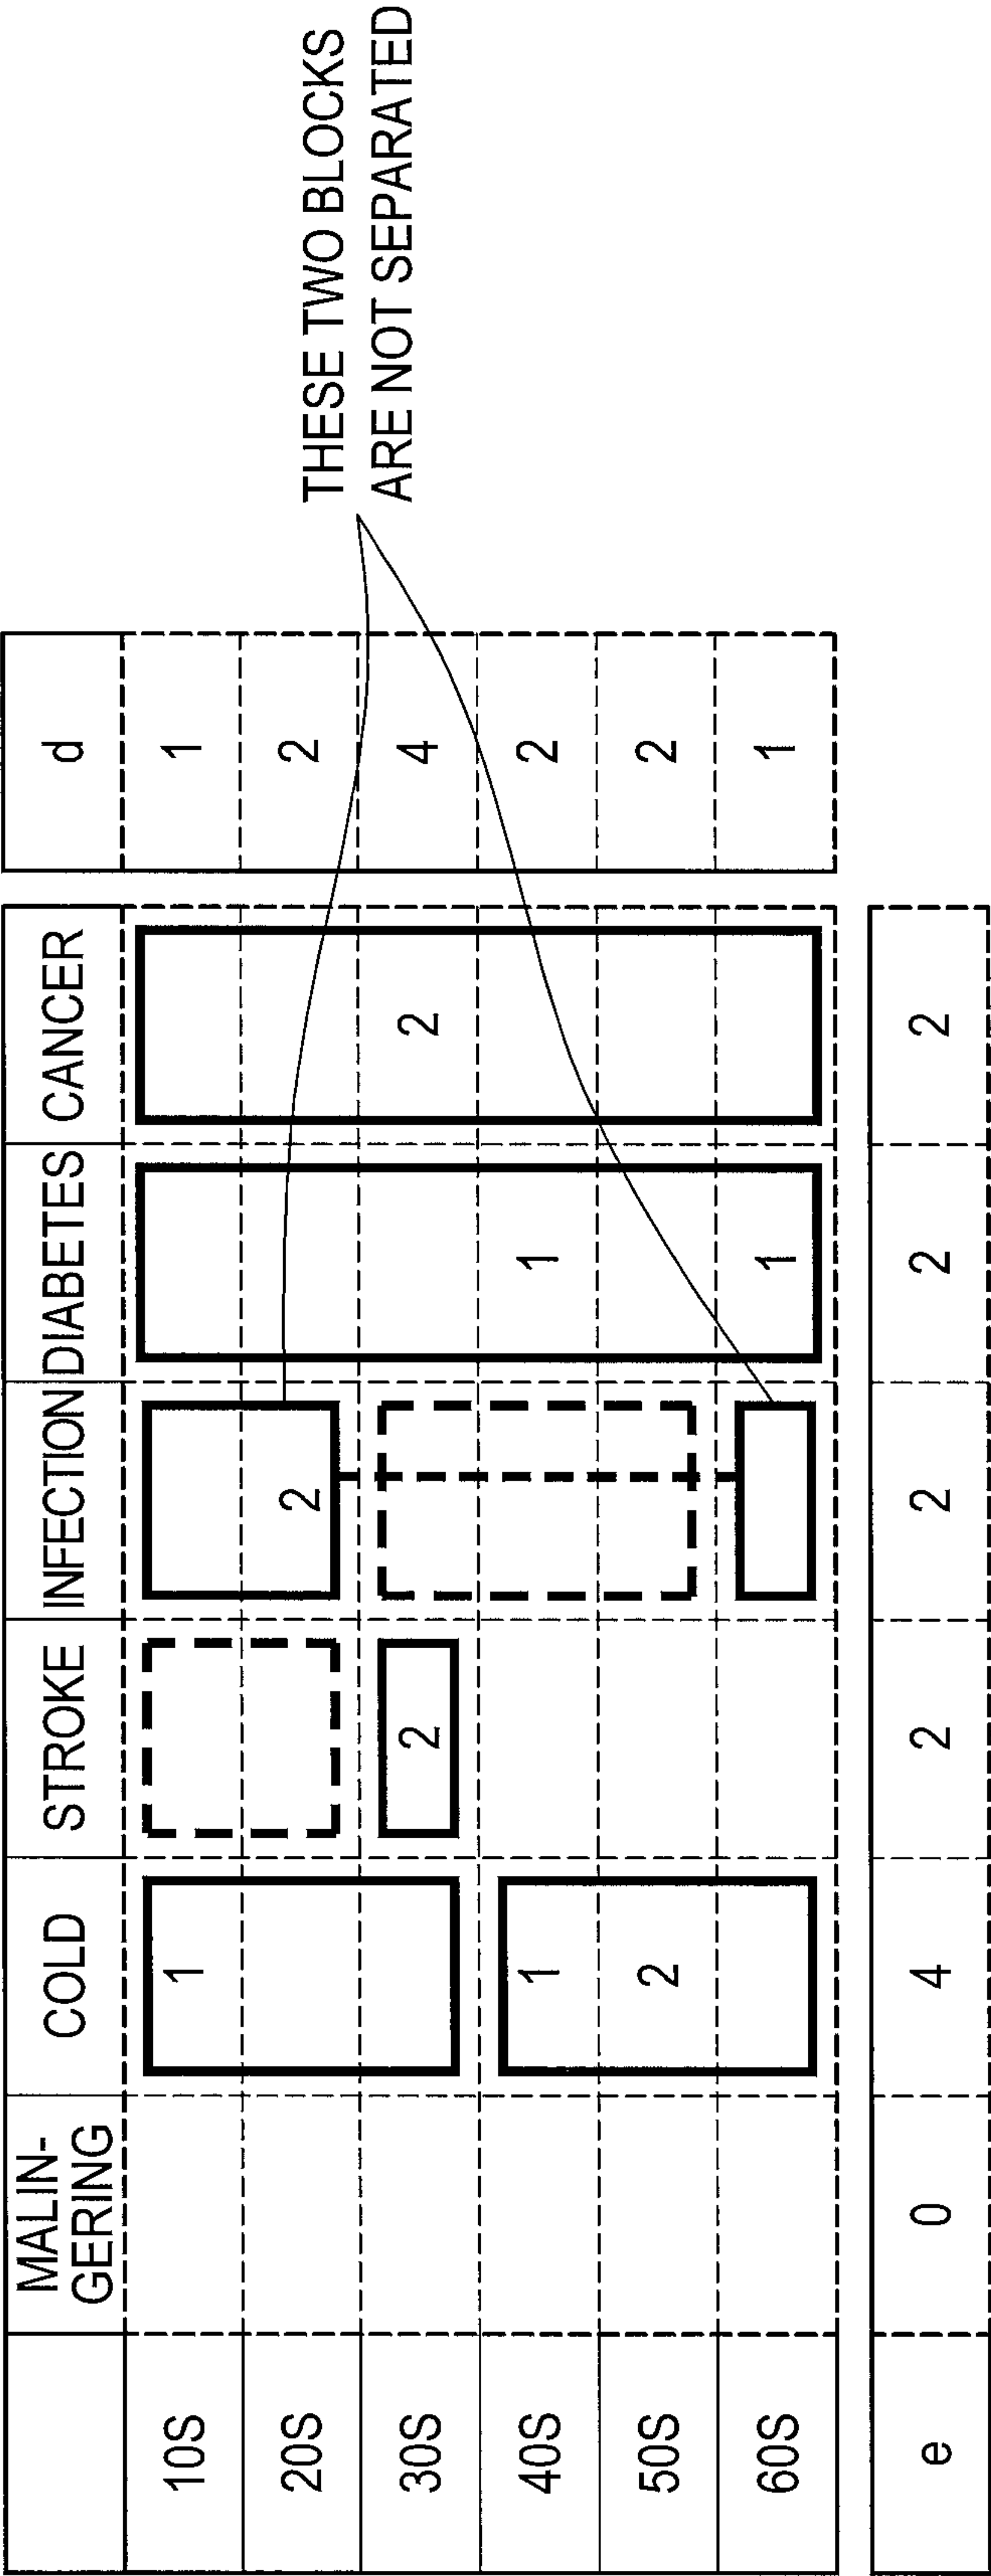 MALIN-
GERING COLD STROKE INFECTION DIABETES CANCER d
10S 1 1
20S 2 2
30S 2 2 4
40S 1 1 2
50S 2 2
60S 1 1
e 0 4 2 2 2 2
THESE TWO BLOCKS
ARE NOT SEPARATED